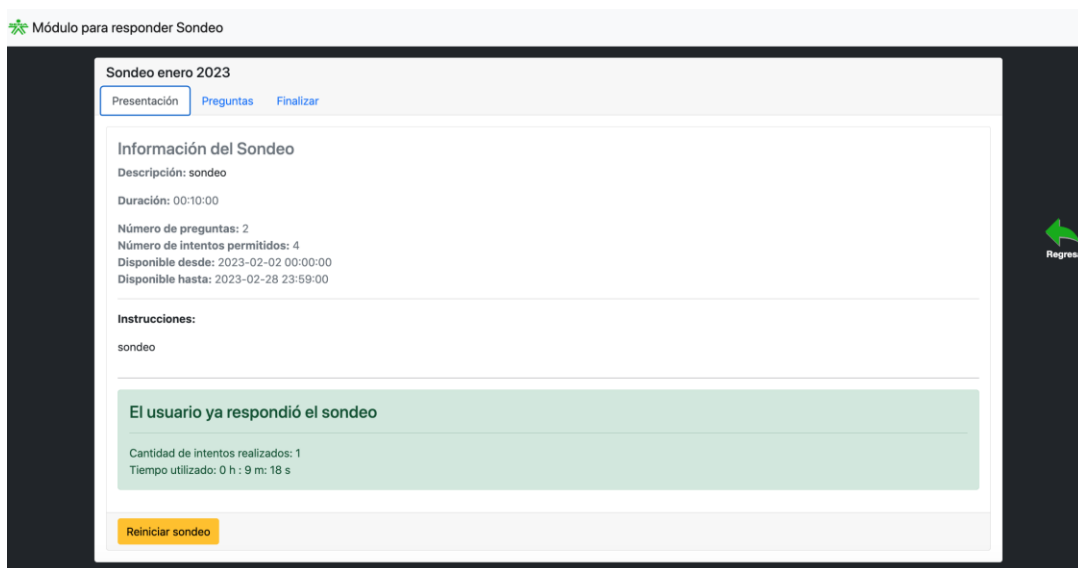 Módulo para responder Sondeo
Sondeo enero 2023
Presentación Preguntas Finalizar
Información del Sondeo
Descripción: sondeo
Duración: 00:10:00
Número de preguntas: 2
Número de intentos permitidos: 4
Disponible desde: 2023-02-02 00:00:00
Disponible hasta: 2023-02-28 23:59:00
Regres
Instrucciones:
sondeo
El usuario ya respondió el sondeo
Cantidad de intentos realizados: 1
Tiempo utilizado: 0 h : 9 m: 18 s
Reiniciar sondeo